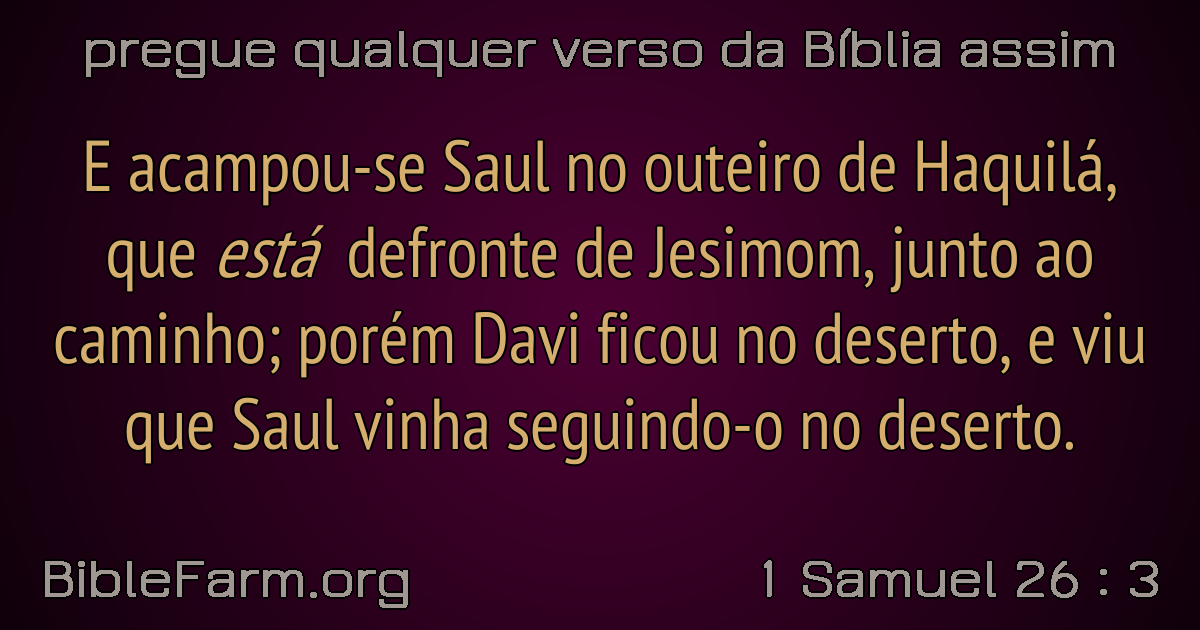 pregue qualquer verso da Bíblia assim
E acampou-se Saul no outeiro de Haquilá,
que está defronte de Jesimom, junto ao
caminho; porém Davi ficou no deserto, e viu
que Saul vinha seguindo-o no deserto.
BibleFarm.org
1 Samuel 26 : 3